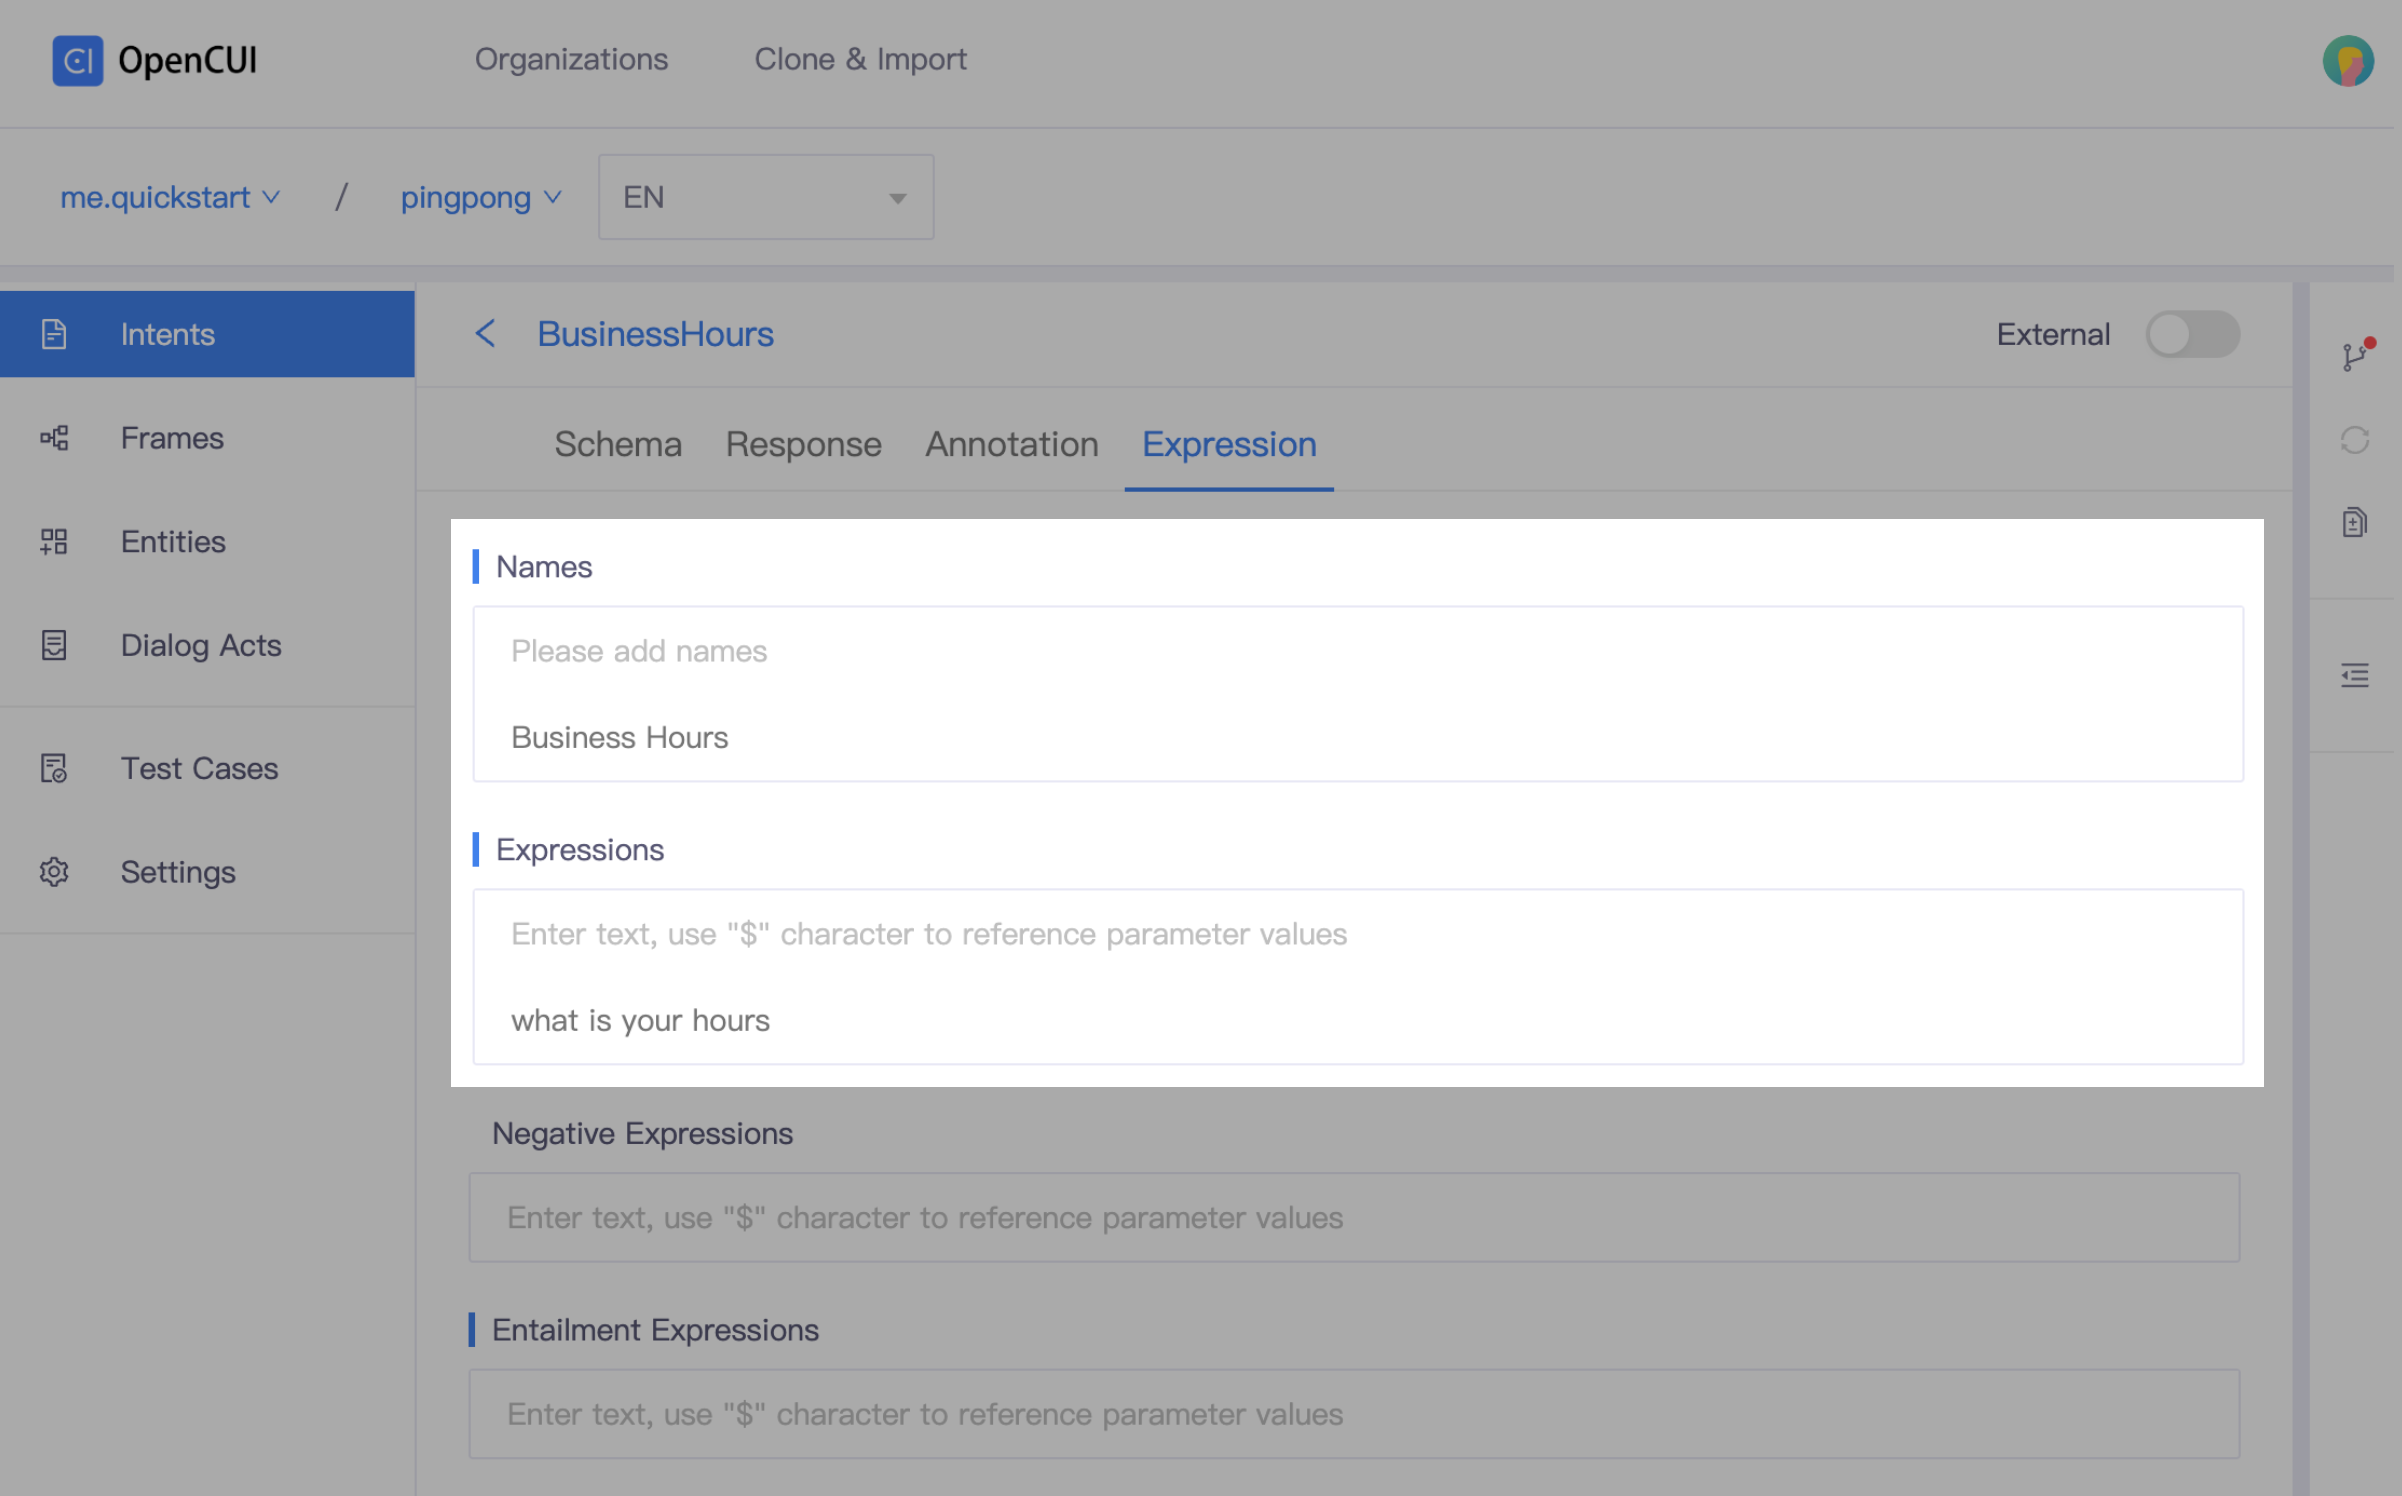 CI OpenCUI
Organizations
Clone & Import
me.quickstart / pingpong
EN
Intents
Frames
Entities
Dialog Acts
Test Cases
Settings
BusinessHours
External
Schema Response Annotation Expression
Names
Please add names
Business Hours
Expressions
Enter text, use "$" character to reference parameter values
what is your hours
Negative Expressions
Enter text, use "$" character to reference parameter values
Entailment Expressions
Enter text, use "$" character to reference parameter values